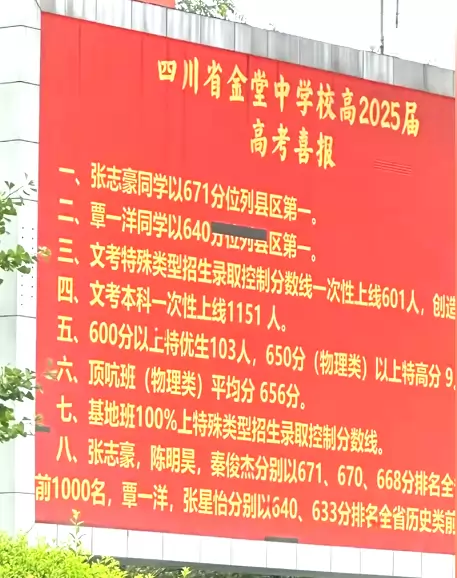 四川省金堂中学校高2025届
高考喜报
一、张志豪同学以671分位列县区第一。
二、覃一洋同学以640分位列县区第一。
三、文考特殊类型招生录取控制分数线一次性上线601人，创造
四、文考本科一次性上线1151 人。
五、600分以上特优生103人，650分（物理类）以上特高分 9
六、顶吭班（物理类）平均分 656分。
七、基地班100%上特殊类型招生录取控制分数线。
八、张志豪，陈明昊，秦俊杰分别以671、670、668分排名全
前1000名，覃一洋，张星怡分别以640、633分排名全省历史类前